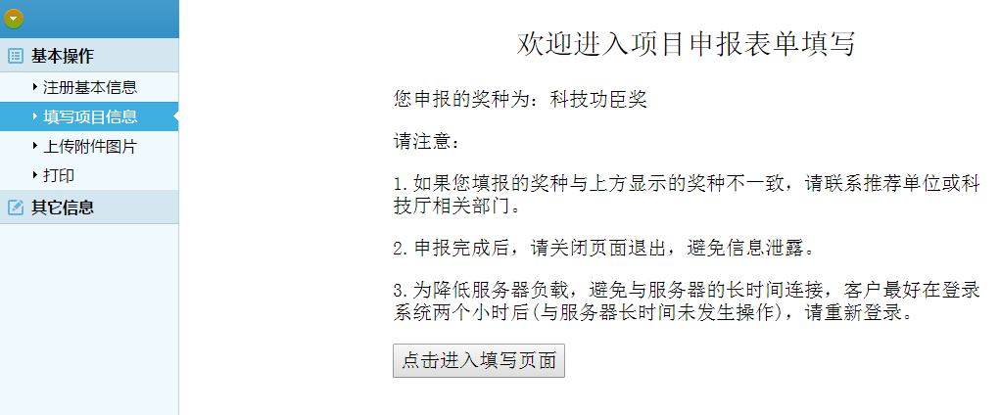 基本操作
注册基本信息
填写项目信息
上传附件图片
打印
其它信息
欢迎进入项目申报表单填写
您申报的奖种为：科技功臣奖
请注意：
1.如果您填报的奖种与上方显示的奖种不一致，请联系推荐单位或科
技厅相关部门。
2.申报完成后，请关闭页面退出，避免信息泄露。
3.为降低服务器负载，避免与服务器的长时间连接，客户最好在登录
系统两个小时后(与服务器长时间未发生操作)，请重新登录。
点击进入填写页面